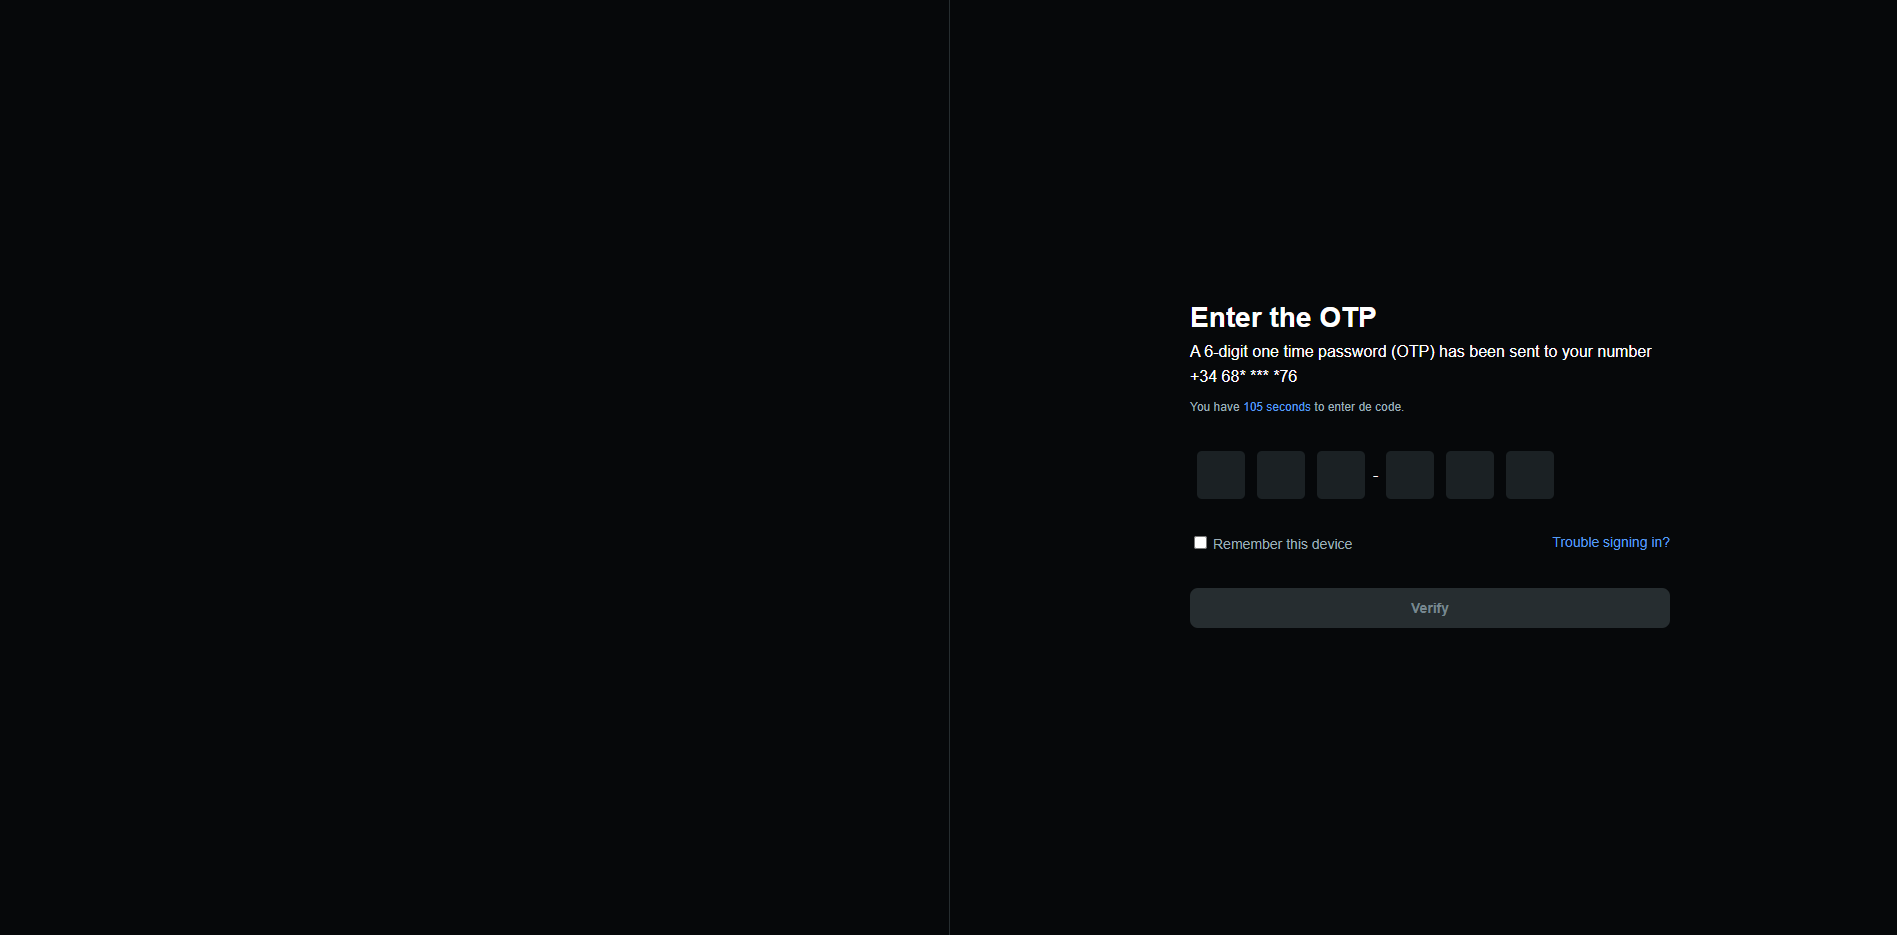 Enter the OTP
A 6-digit one time password (OTP) has been sent to your number
+34 68* *** *76
You have 105 seconds to enter de code.
-
Remember this device
Trouble signing in?
Verify